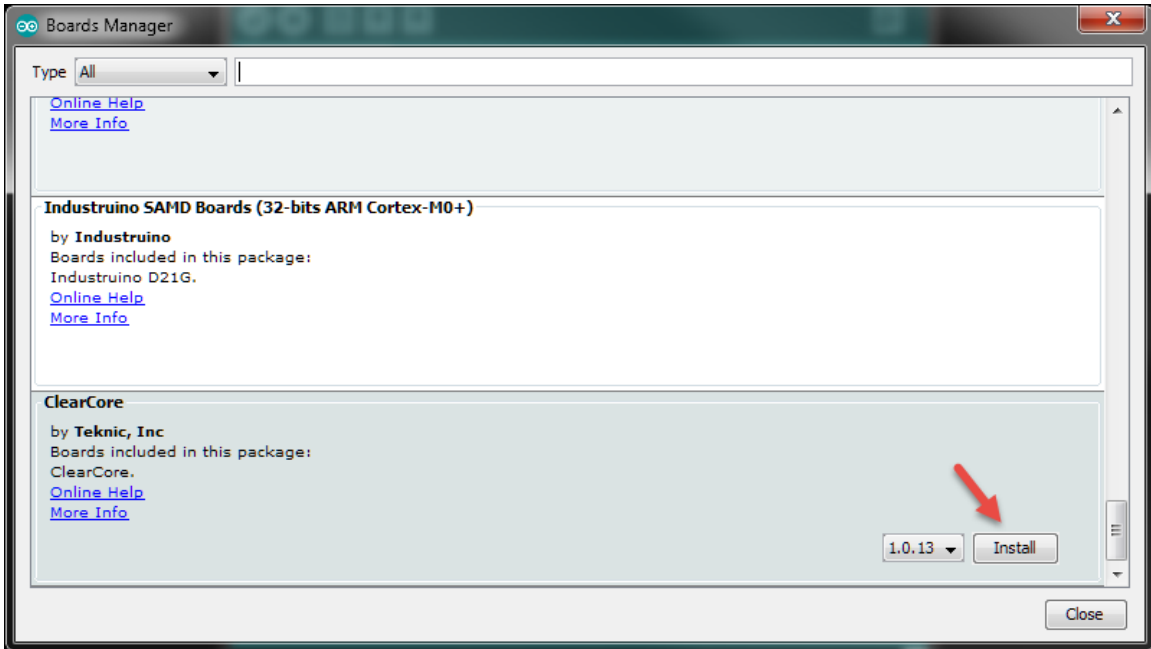 Boards Manager
Type All
Online Help
More Info
Industruino SAMD Boards (32-bits ARM Cortex-M0+)
by Industruino
Boards included in this package:
Industruino D21G.
Online Help
More Info
ClearCore
by Teknic, Inc
Boards included in this package:
ClearCore.
Online Help
More Info
1.0.13 Install
Close